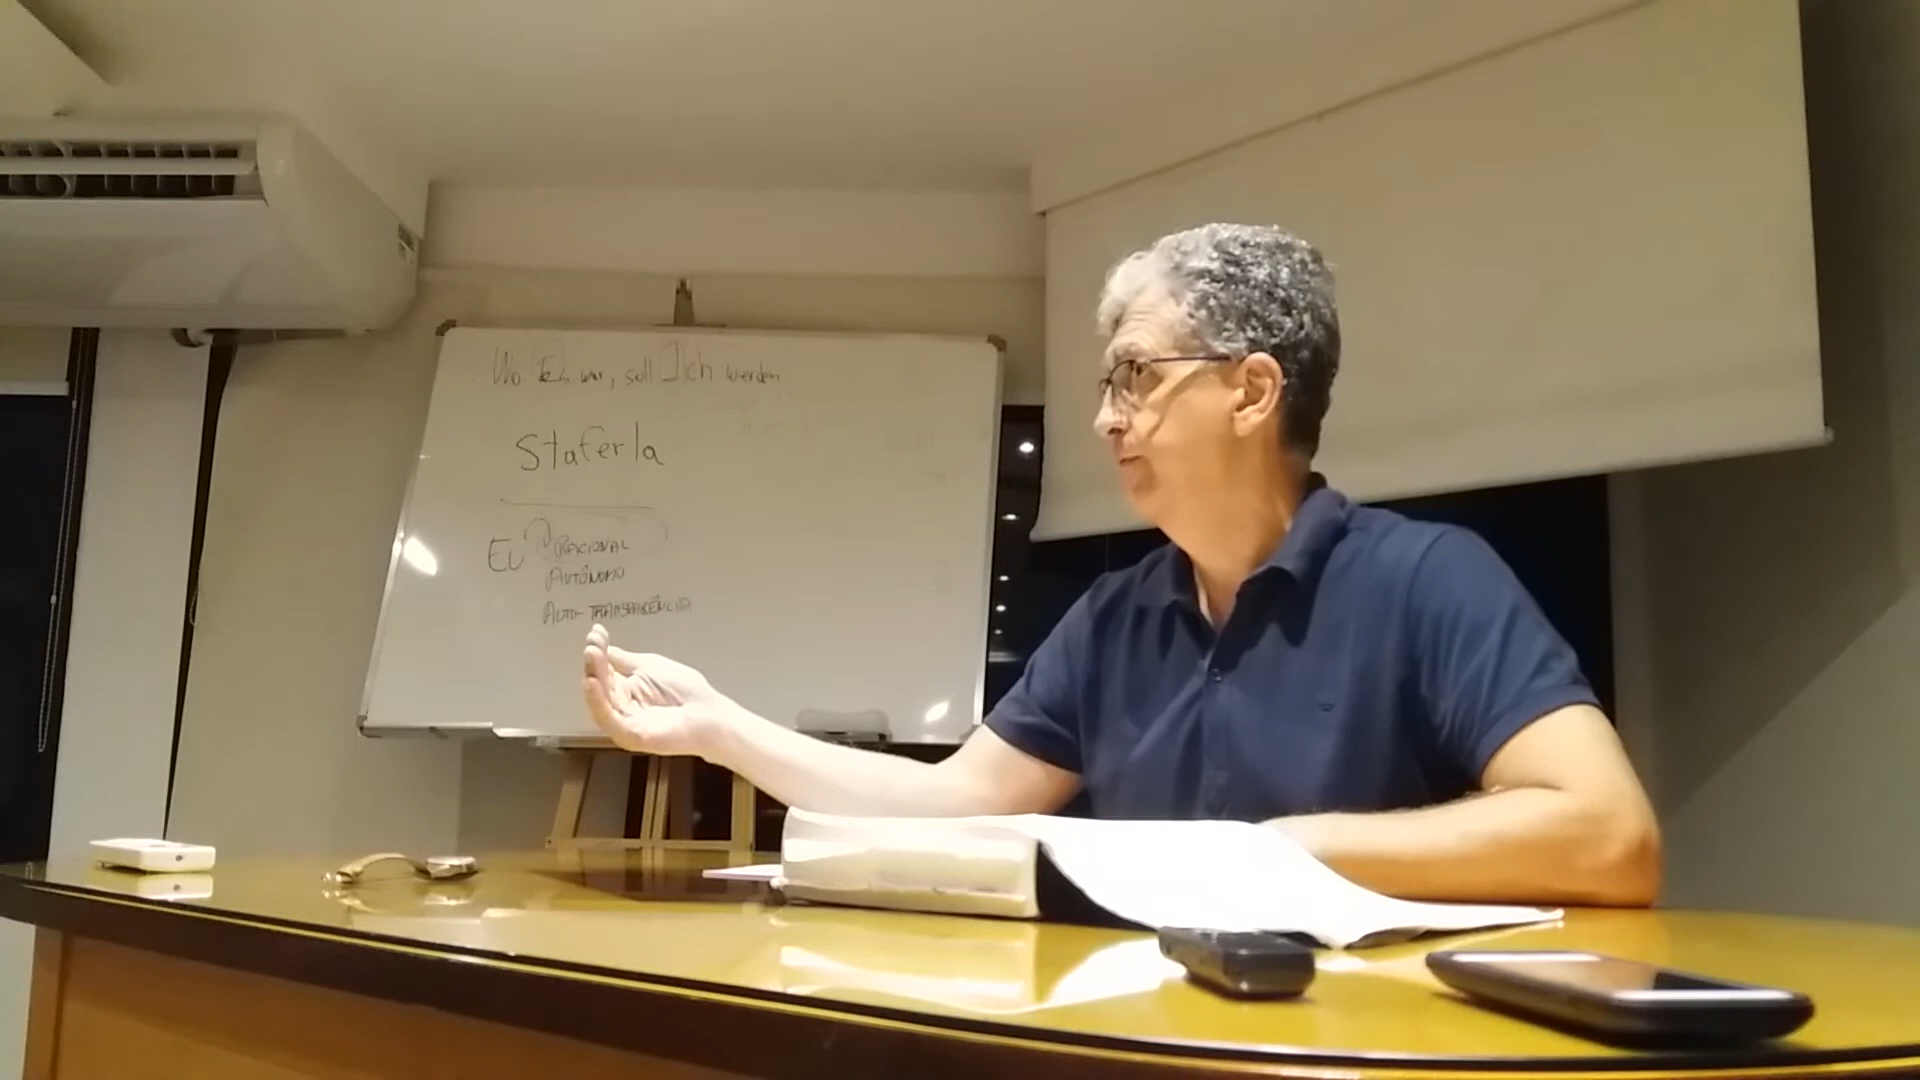 Wo Es war, soll Ich werden
Staferla
EU RACIONAL
AUTÔNOMO
AUTO-TRANSPARÊNCIA